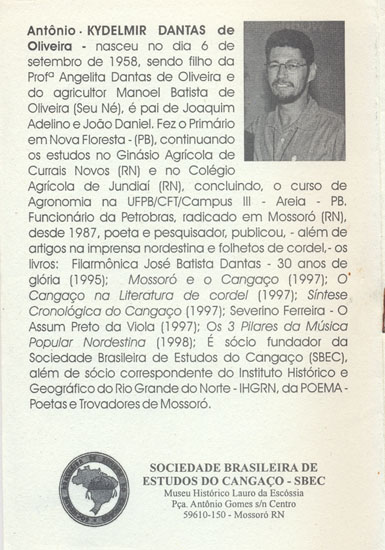 Antônio - KYDELMIR DANTAS de
Oliveira - nasceu no dia 6 de
setembro de 1958, sendo filho da
Profª Angelita Dantas de Oliveira e
do agricultor Manoel Batista de
Oliveira (Seu Né), é pai de Joaquim
Adelino e João Daniel. Fez o Primário
em Nova Floresta - (PB), continuando
os estudos no Ginásio Agrícola de
Currais Novos (RN) e no Colégio
Agrícola de Jundiaí (RN), concluindo, o curso de
Agronomia na UFPB/CFT/Campus III - Areia - PB.
Funcionário da Petrobras, radicado em Mossoró (RN),
desde 1987, poeta e pesquisador, publicou, - além de
artigos na imprensa nordestina e folhetos de cordel,- os
livros: Filarmônica José Batista Dantas - 30 anos de
glória (1995); Mossoró e o Cangaço (1997); O
Cangaço na Literatura de cordel (1997); Síntese
Cronológica do Cangaço (1997); Severino Ferreira - O
Assum Preto da Viola (1997); Os 3 Pilares da Música
Popular Nordestina (1998); É sócio fundador da
Sociedade Brasileira de Estudos do Cangaço (SBEC),
além de sócio correspondente do Instituto Histórico e
Geográfico do Rio Grande do Norte - IHGRN, da POEMA -
Poetas e Trovadores de Mossoró.
SOCIEDADE BRASILEIRA DE
ESTUDOS DO CANGAÇO - SBEC
Museu Histórico Lauro da Escóssia
Pça. Antônio Gomes s/n Centro
59610-150 - Mossoró RN